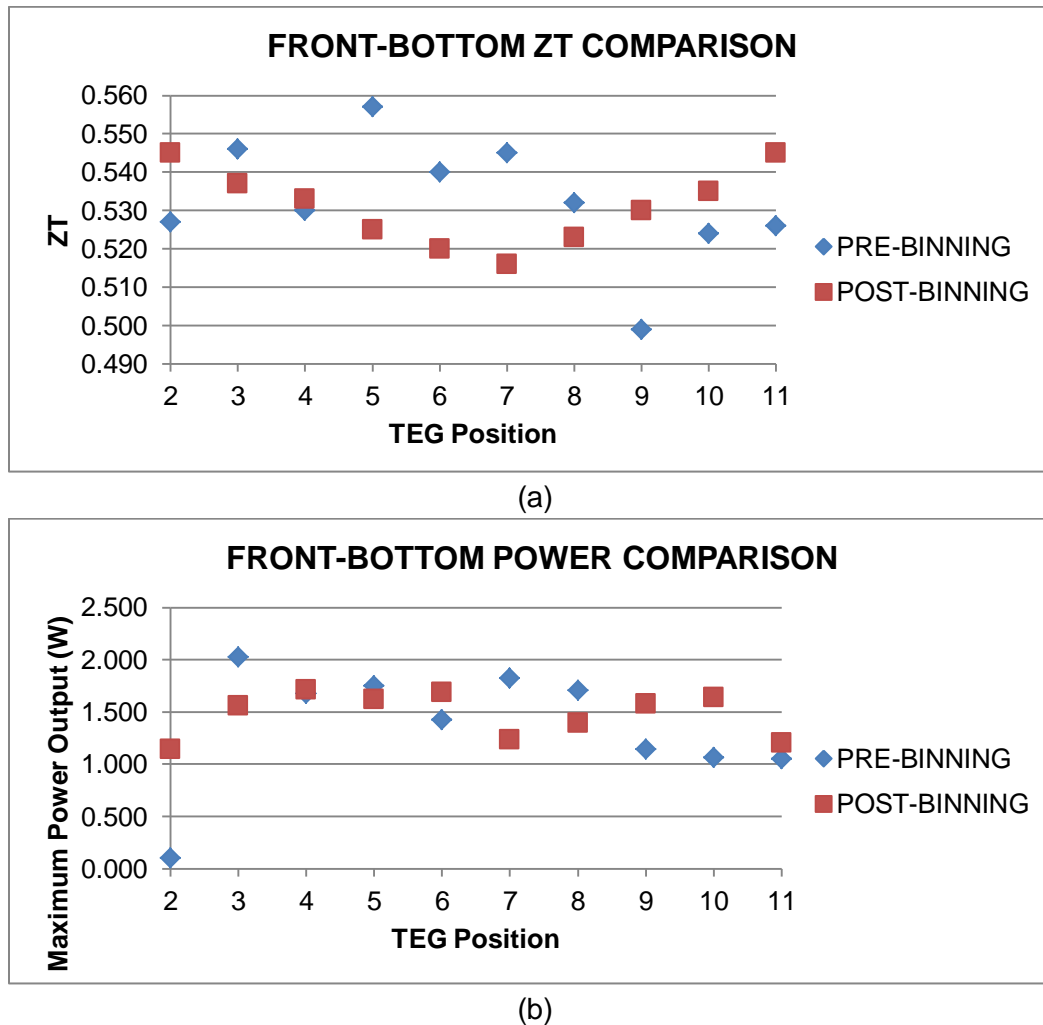 FRONT-BOTTOM ZT COMPARISON
0.560
0.550
0.540
0.530
0.520
0.510
0.500
0.490
ZT
2 3 4 5 6 7 8 9 10 11
TEG Position
PRE-BINNING
POST-BINNING
(a)
FRONT-BOTTOM POWER COMPARISON
2.500
2.000
1.500
1.000
0.500
0.000
Maximum Power Output (W)
2 3 4 5 6 7 8 9 10 11
TEG Position
PRE-BINNING
POST-BINNING
(b)